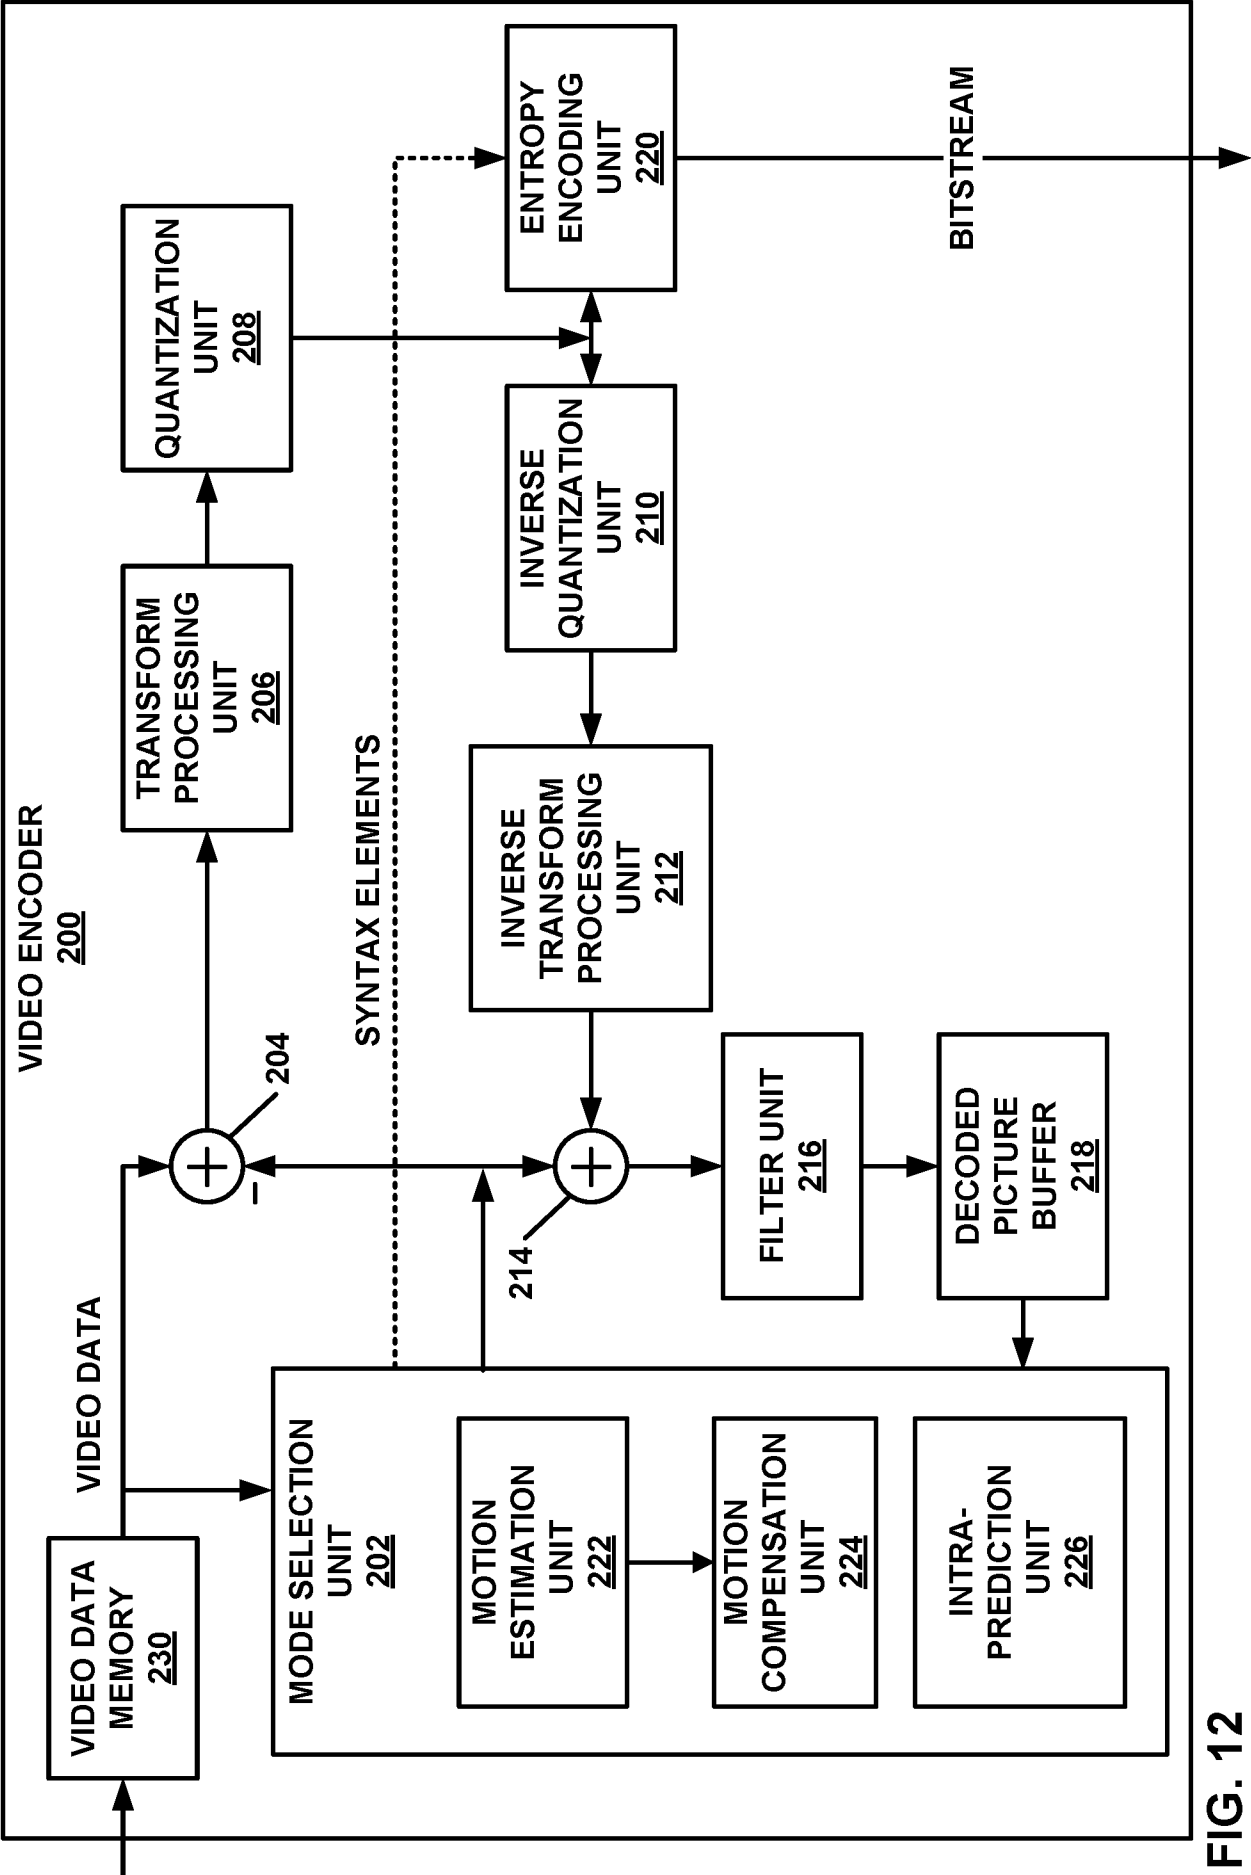 VIDEO ENCODER
200
VIDEO DATA
MEMORY
230
VIDEO DATA
204
TRANSFORM
PROCESSING
UNIT
206
QUANTIZATION
UNIT
208
MODE SELECTION
UNIT
202
SYNTAX ELEMENTS
MOTION
ESTIMATION
UNIT
222
MOTION
COMPENSATION
UNIT
224
INTRA-
PREDICTION
UNIT
226
–
214
INVERSE
TRANSFORM
PROCESSING
UNIT
212
INVERSE
QUANTIZATION
UNIT
210
ENTROPY
ENCODING
UNIT
220
FILTER UNIT
216
DECODED
PICTURE
BUFFER
218
BITSTREAM
FIG. 12